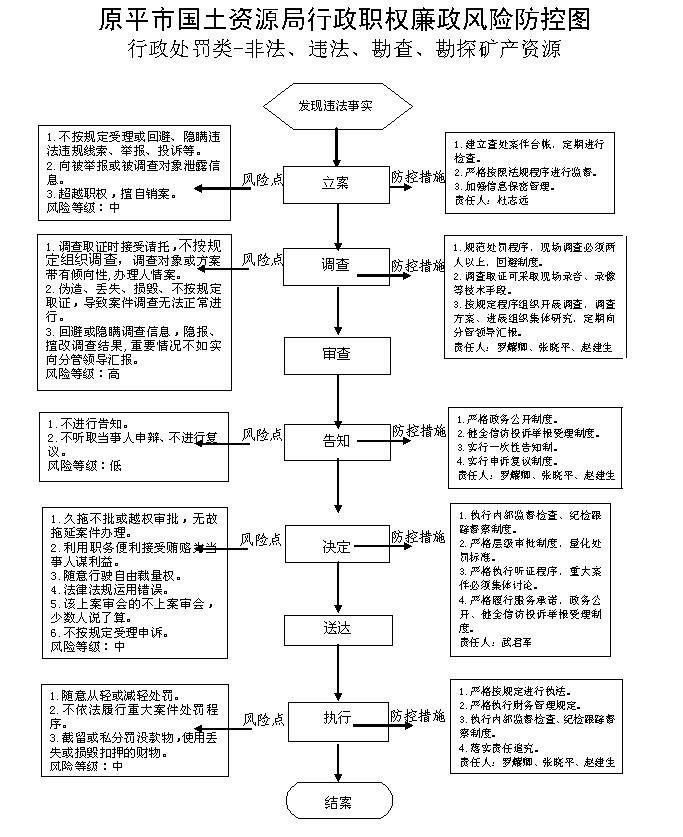 原平市国土资源局行政职权廉政风险防控图
行政处罚类-非法、违法、勘查、勘探矿产资源
发现违法事实
1.不按规定受理或回避、隐瞒违
法违规线索、举报、投诉等。
2.向被举报或被调查对象泄露信
息。
3.超越职权，擅自销案。
风险等级：中
风险点
立案
防控措施
1.建立查处案件台帐，定期进行
检查。
2.严格按照法规程序进行监督。
3.加强信息保密管理。
责任人：杜志远
1.调查取证时接受请托，不按规
定组织调查，调查对象或方案
带有倾向性，办理人情案。
2.伪造、丢失、损毁、不按规定
取证，导致案件调查无法正常进
行。
3.回避或隐瞒调查信息，隐报、
擅改调查结果，重要情况不如实
向分管领导汇报。
风险等级：高
风险点
调查
防控措施
1.规范处罚程序，现场调查必须两
人以上，回避制度。
2.调查取证可采取现场录音、录像
等技术手段。
3.按规定程序组织开展调查，调查
方案、进展组织集体研究，定期向
分管领导汇报。
责任人：罗耀卿、张晓平、赵建生
审查
1.不进行告知。
2.不听取当事人申辩、不进行复
议。
风险等级：低
风险点
告知
防控措施
1.严格政务公开制度。
2.健全信访投诉举报受理制度。
3.实行一次性告知制。
4.实行申诉复议制度。
责任人：罗耀卿、张晓平、赵建生
1.久拖不批或越权审批，无故
拖延案件办理。
2.利用职务便利接受贿赂为当
事人谋利益。
3.随意行驶自由裁量权。
4.法律法规运用错误。
5.该上案审会的不上案审会，
少数人说了算。
6.不按规定受理申诉。
风险等级：中
风险点
决定
防控措施
1.执行内部监督检查、纪检跟
踪督察制度。
2.严格层级审批制度，量化处
罚标准。
3.严格执行听证程序，重大案
件必须集体讨论。
4.严格履行服务承诺，政务公
开、健全信访投诉举报受理制
度。
责任人：武君军
送达
1.随意从轻或减轻处罚。
2.不依法履行重大案件处罚程
序。
3.截留或私分罚没款物，使用丢
失或损毁扣押的财物。
风险等级：中
风险点
执行
防控措施
1.严格按规定进行执法。
2.严格执行财务管理规定。
3.执行内部监督检查、纪检跟踪督
察制度。
4.落实责任追究。
责任人：罗耀卿、张晓平、赵建生
结案